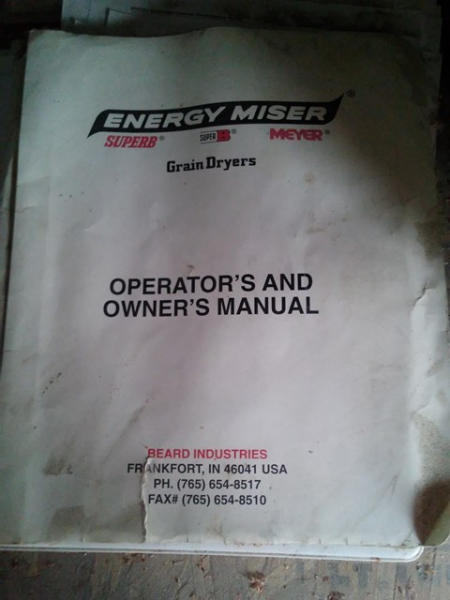 ENERGY MISER®
SUPERB® SUPER B® MEYER®
Grain Dryers
OPERATOR'S AND
OWNER'S MANUAL
BEARD INDUSTRIES
FRANKFORT, IN 46041 USA
PH. (765) 654-8517
FAX# (765) 654-8510